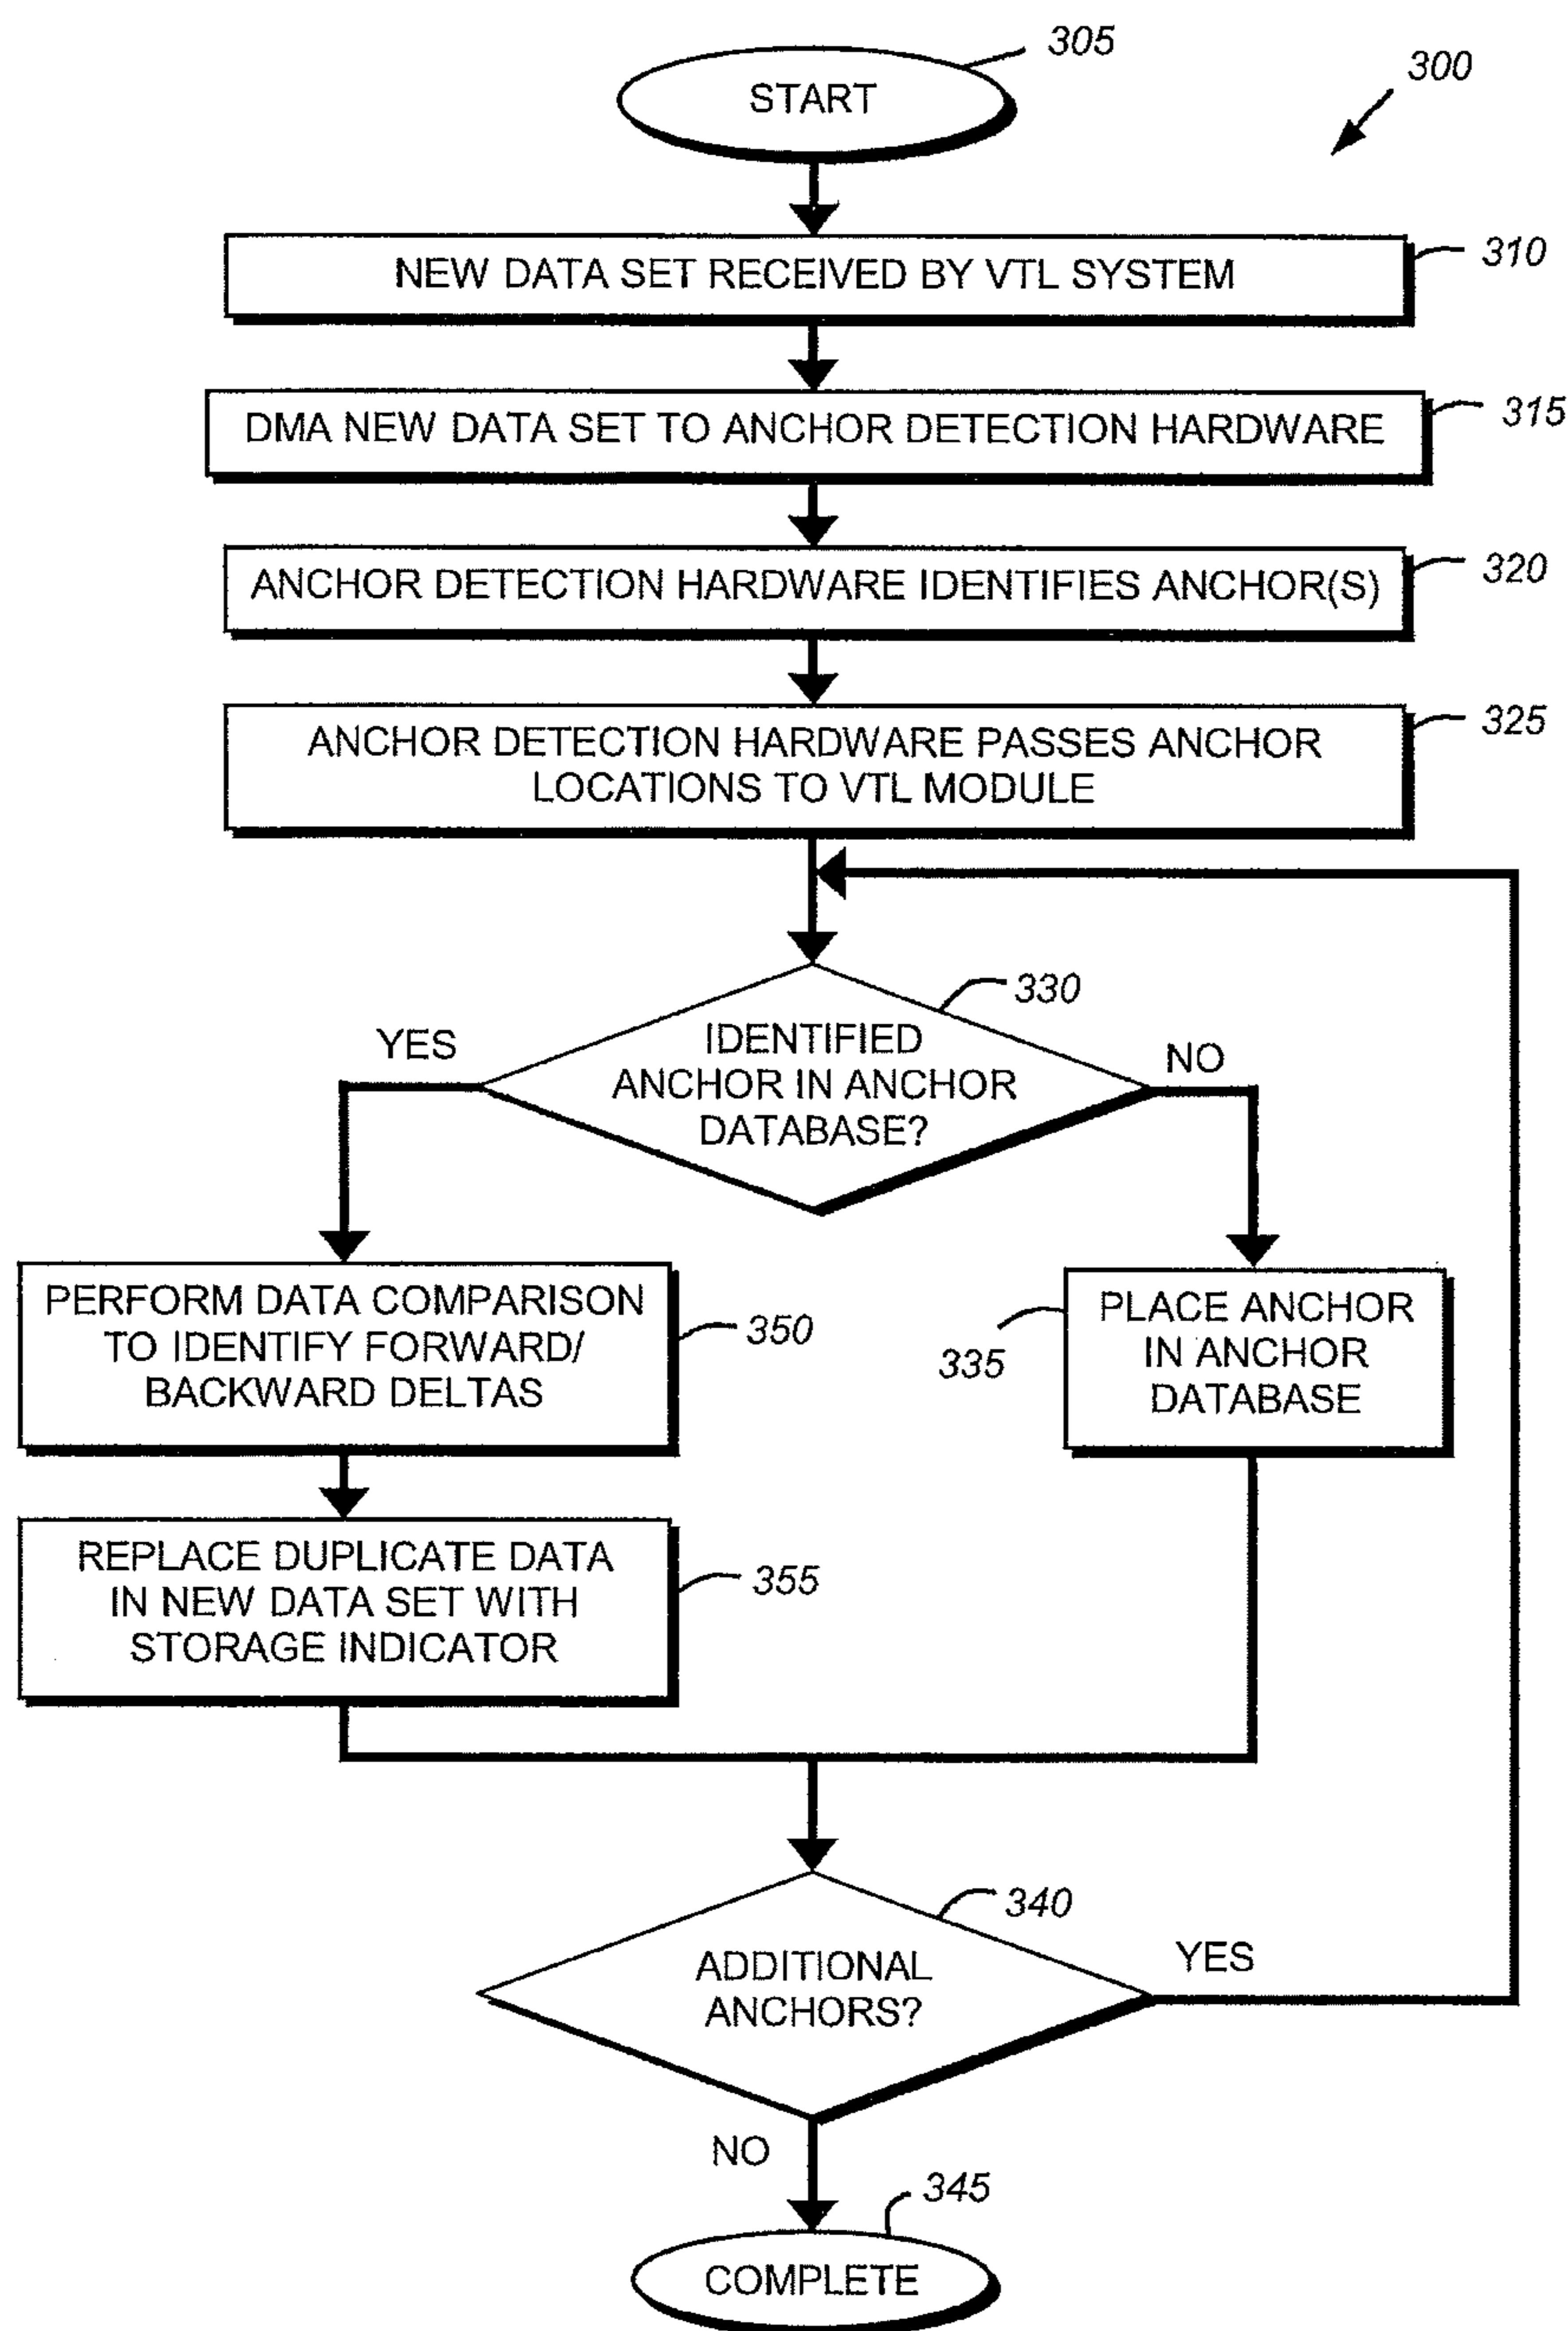 305
300
START
NEW DATA SET RECEIVED BY VTL SYSTEM
310
DMA NEW DATA SET TO ANCHOR DETECTION HARDWARE
315
ANCHOR DETECTION HARDWARE IDENTIFIES ANCHOR(S)
320
ANCHOR DETECTION HARDWARE PASSES ANCHOR
LOCATIONS TO VTL MODULE
325
330
YES
IDENTIFIED
ANCHOR IN ANCHOR
DATABASE?
NO
PERFORM DATA COMPARISON
TO IDENTIFY FORWARD/
BACKWARD DELTAS
350
335
PLACE ANCHOR
IN ANCHOR
DATABASE
REPLACE DUPLICATE DATA
IN NEW DATA SET WITH
STORAGE INDICATOR
355
340
ADDITIONAL
ANCHORS?
YES
NO
345
COMPLETE